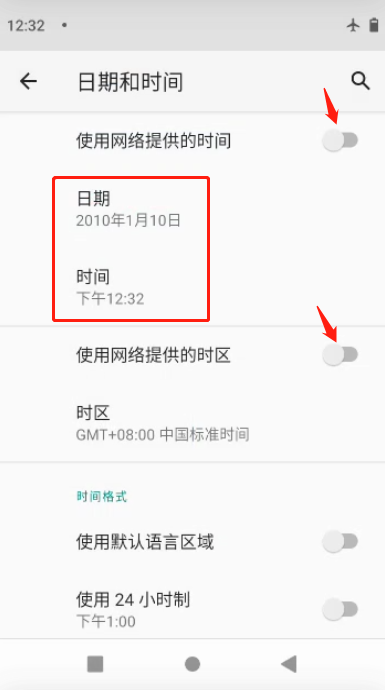 12:32
日期和时间
使用网络提供的时间
日期
2010年1月10日
时间
下午12:32
使用网络提供的时区
时区
GMT+08:00 中国标准时间
时间格式
使用默认语言区域
使用 24 小时制
下午1:00